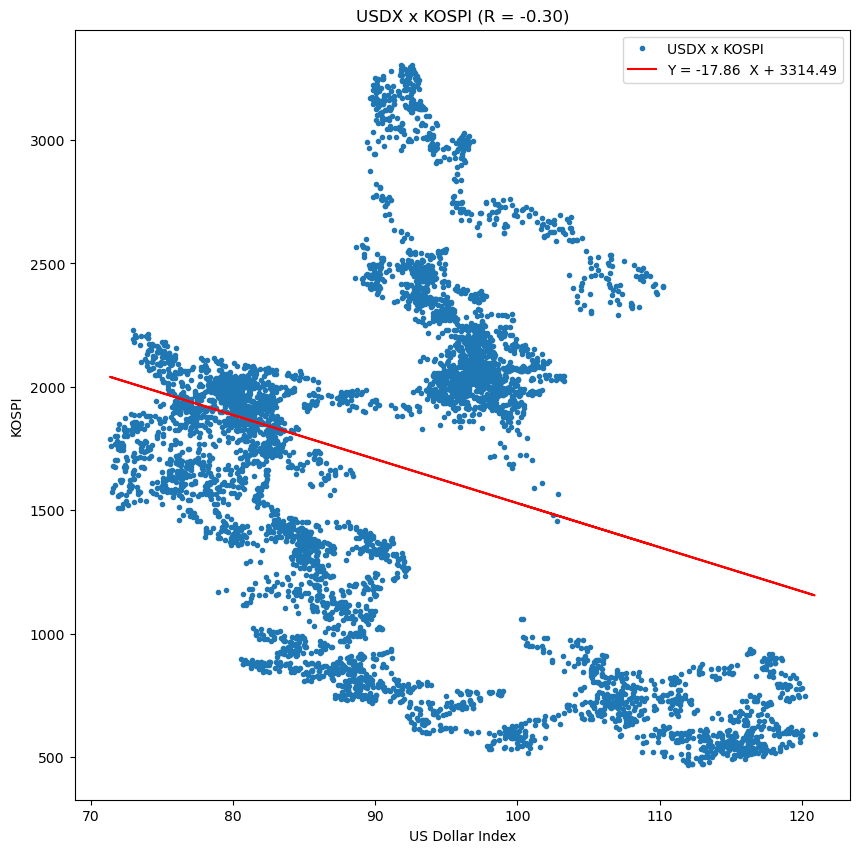 USDX x KOSPI (R = -0.30)
USDX x KOSPI
Y = -17.86  X + 3314.49
3000
2500
2000
1500
1000
500
KOSPI
70 80 90 100 110 120
US Dollar Index